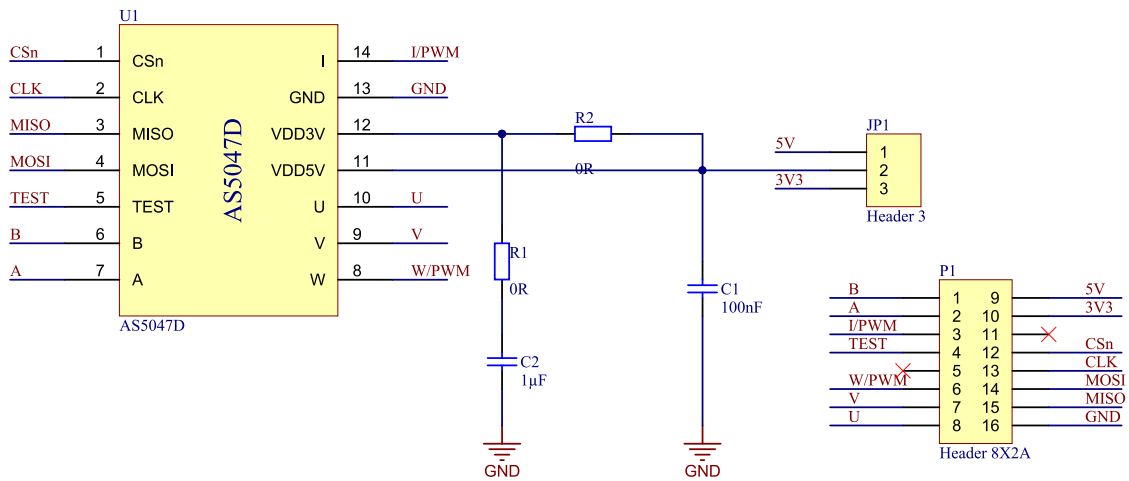 U1
CSn 1 CSn I 14 I/PWM
CLK 2 CLK GND 13 GND
MISO 3 MISO VDD3V 12
MOSI 4 MOSI VDD5V 11
TEST 5 TEST U 10 U
B 6 B V 9 V
A 7 A W 8 W/PWM
AS5047D
AS5047D
R2
0R
R1
0R
C2
1µF
GND
C1
100nF
GND
JP1
5V 1
2
3V3 3
Header 3
P1
B 1 9 5V
A 2 10 3V3
I/PWM 3 11
TEST 4 12 CSn
5 13 CLK
W/PWM 6 14 MOSI
V 7 15 MISO
U 8 16 GND
Header 8X2A